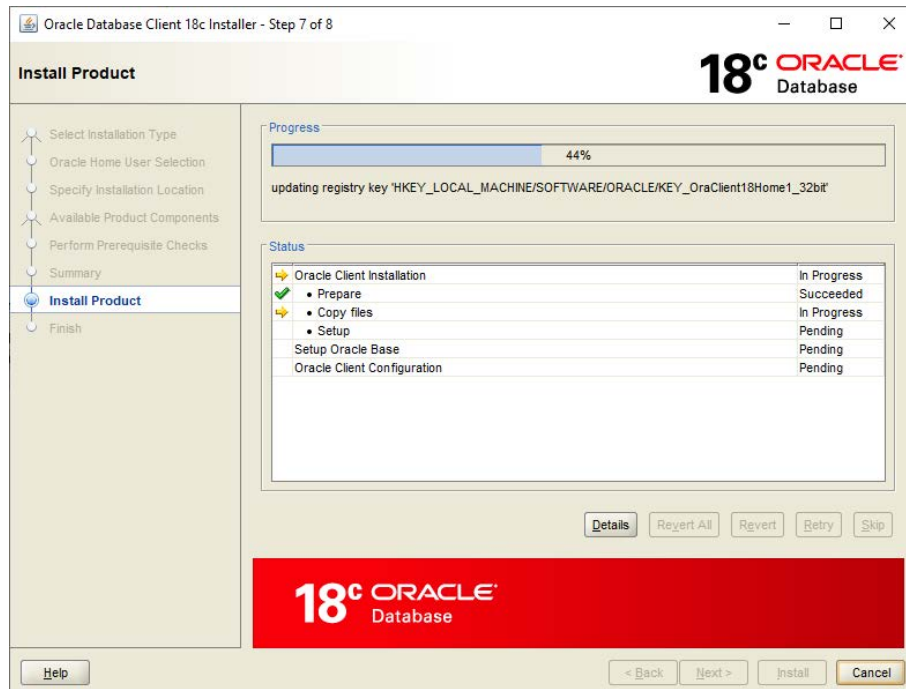 Oracle Database Client 18c Installer - Step 7 of 8
Install Product
18c ORACLE
Database
Select Installation Type
Oracle Home User Selection
Specify Installation Location
Available Product Components
Perform Prerequisite Checks
Summary
Install Product
Finish
Progress
44%
updating registry key 'HKEY_LOCAL_MACHINE/SOFTWARE/ORACLE/KEY_OraClient18Home1_32bit'
Status
Oracle Client Installation In Progress
• Prepare Succeeded
• Copy files In Progress
• Setup Pending
Setup Oracle Base Pending
Oracle Client Configuration Pending
Details Revert All Revert Retry Skip
18c ORACLE
Database
Help < Back Next > Install Cancel